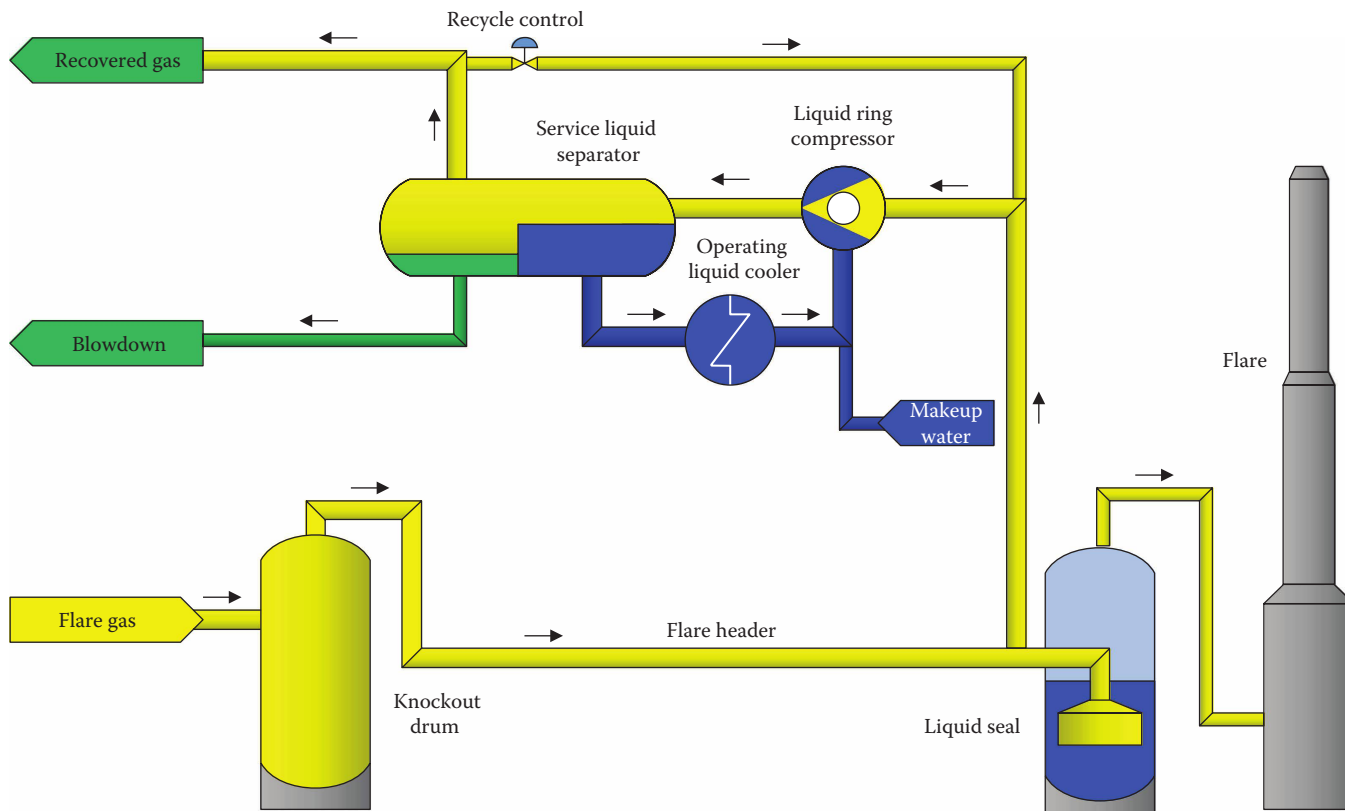 Recycle control
Recovered gas
Liquid ring
compressor
Service liquid
separator
Operating
liquid cooler
Blowdown
Flare
Makeup
water
Flare gas
Flare header
Knockout
drum
Liquid seal